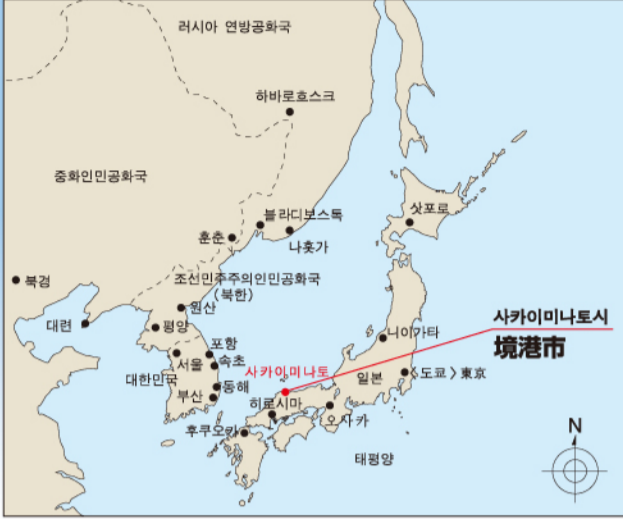 러시아 연방공화국
하바로흐스크
중화인민공화국
삿포로
블라디보스톡
훈춘
나홋가
북경
조선민주주의인민공화국
(북한)
원산
대련
평양
니이가타
사카이미나토시
境港市
포항
서울
속초
사카이미나토
대한민국
동해
일본
〈도쿄〉東京
부산
히로시마
오사카
후쿠오카
태평양
N